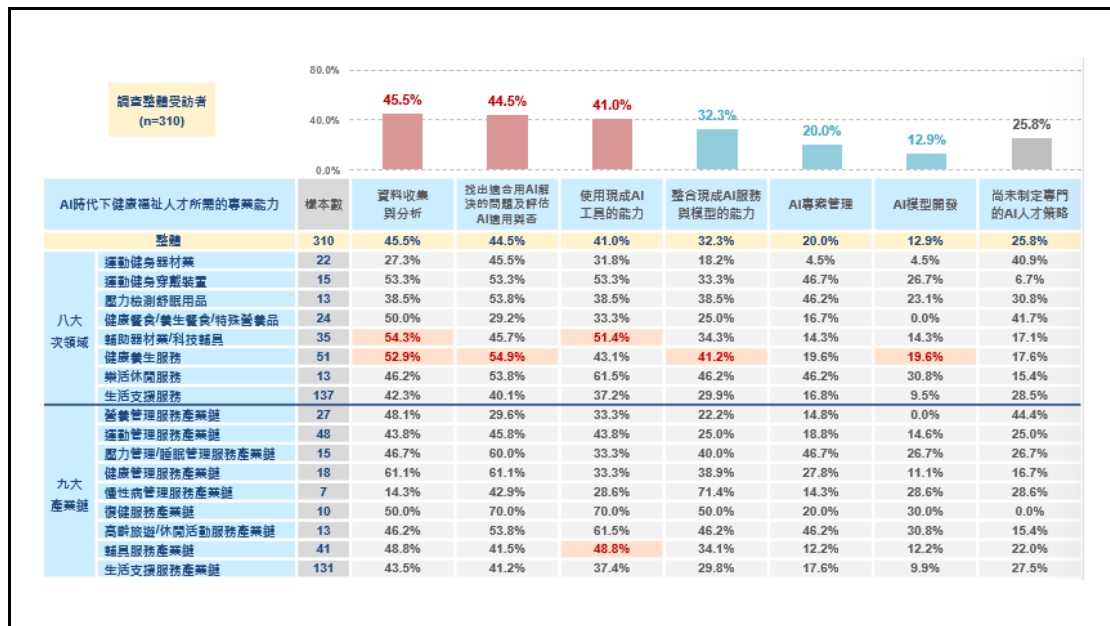 80.0%
調查整體受訪者
(n=310)
45.5% 44.5% 41.0% 32.3% 20.0% 12.9% 25.8%
40.0%
0.0%
AI時代下健康福祉人才所需的專業能力 樣本數 資料收集與分析 找出適合用AI解決的問題及評估AI適用與否 使用現成AI工具的能力 整合現成AI服務與模型的能力 AI專案管理 AI模型開發 尚未制定專門的AI人才策略
整體 310 45.5% 44.5% 41.0% 32.3% 20.0% 12.9% 25.8%
八大次領域
運動健身器材業 22 27.3% 45.5% 31.8% 18.2% 4.5% 4.5% 40.9%
運動健身穿戴裝置 15 53.3% 53.3% 53.3% 33.3% 46.7% 26.7% 6.7%
壓力檢測舒眠用品 13 38.5% 53.8% 38.5% 38.5% 46.2% 23.1% 30.8%
健康餐食/養生餐食/特殊營養品 24 50.0% 29.2% 33.3% 25.0% 16.7% 0.0% 41.7%
輔助器材業/科技輔具 35 54.3% 45.7% 51.4% 34.3% 14.3% 14.3% 17.1%
健康養生服務 51 52.9% 54.9% 43.1% 41.2% 19.6% 19.6% 17.6%
樂活休閒服務 13 46.2% 53.8% 61.5% 46.2% 46.2% 30.8% 15.4%
生活支援服務 137 42.3% 40.1% 37.2% 29.9% 16.8% 9.5% 28.5%
九大產業鏈
營養管理服務產業鏈 27 48.1% 29.6% 33.3% 22.2% 14.8% 0.0% 44.4%
運動管理服務產業鏈 48 43.8% 45.8% 43.8% 25.0% 18.8% 14.6% 25.0%
壓力管理/睡眠管理服務產業鏈 15 46.7% 60.0% 33.3% 40.0% 46.7% 26.7% 26.7%
健康管理服務產業鏈 18 61.1% 61.1% 33.3% 38.9% 27.8% 11.1% 16.7%
慢性病管理服務產業鏈 7 14.3% 42.9% 28.6% 71.4% 14.3% 28.6% 28.6%
復健服務產業鏈 10 50.0% 70.0% 70.0% 50.0% 20.0% 30.0% 0.0%
高齡旅遊/休閒活動服務產業鏈 13 46.2% 53.8% 61.5% 46.2% 46.2% 30.8% 15.4%
輔具服務產業鏈 41 48.8% 41.5% 48.8% 34.1% 12.2% 12.2% 22.0%
生活支援服務產業鏈 131 43.5% 41.2% 37.4% 29.8% 17.6% 9.9% 27.5%